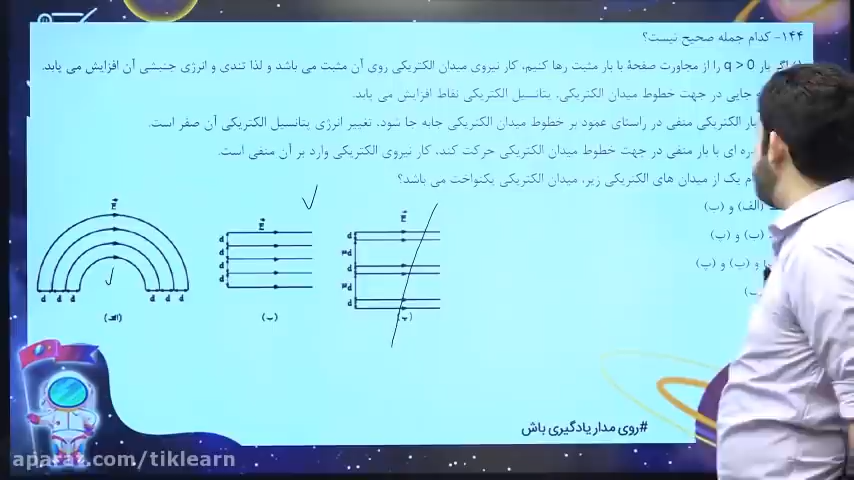 ۱۴۴- کدام جمله صحیح نیست؟
اگر بار q > 0 را از مجاورت صفحهٔ با بار مثبت رها کنیم، کار نیروی میدان الکتریکی روی آن مثبت می باشد و لذا تندی و انرژی جنبشی آن افزایش می یابد.
جایی در جهت خطوط میدان الکتریکی، پتانسیل الکتریکی نقاط افزایش می یابد.
بار الکتریکی منفی در راستای عمود بر خطوط میدان الکتریکی جابه جا شود، تغییر انرژی پتانسیل الکتریکی آن صفر است.
ای با بار منفی در جهت خطوط میدان الکتریکی حرکت کند، کار نیروی الکتریکی وارد بر آن منفی است.
یک از میدان های الکتریکی زیر، میدان الکتریکی یکنواخت می باشد؟
(الف) و (ب)
(ب) و (پ)
و (ب) و (پ)
E E E
d d d d d d
d d d d
d ۳d d ۳d d
(الف) (ب) (پ)
#روی مدار یادگیری باش
aparat.com/tiklearn